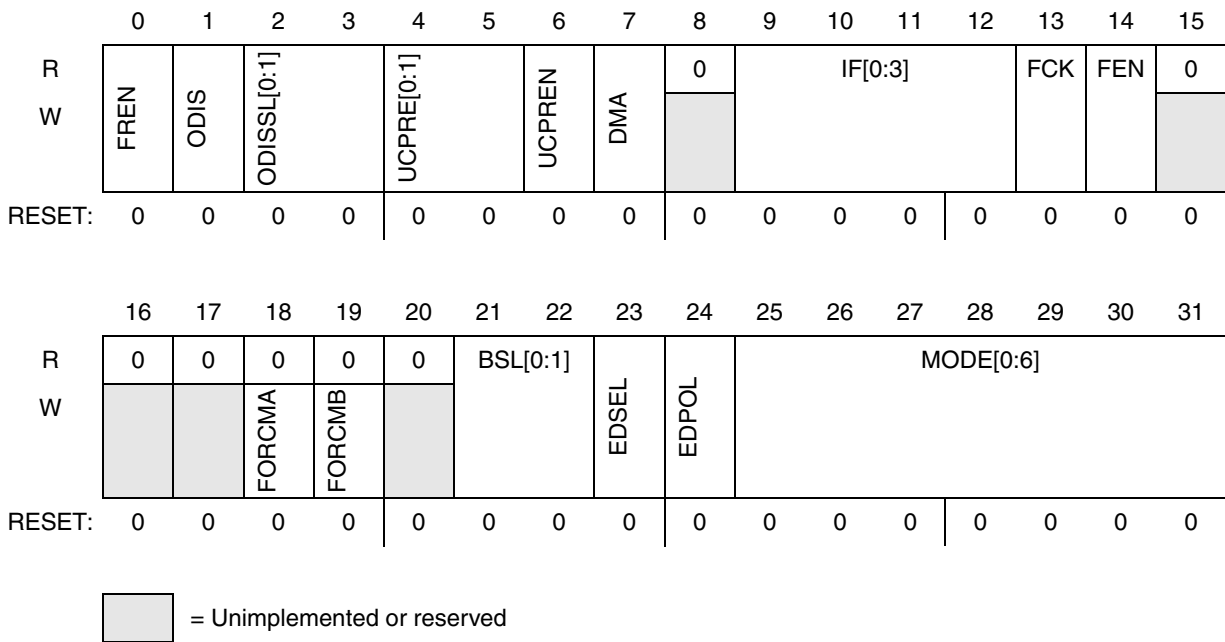 0 1 2 3 4 5 6 7 8 9 10 11 12 13 14 15
R FREN ODIS ODISSL[0:1] UCPRE[0:1] UCPREN DMA 0 IF[0:3] FCK FEN 0
W
RESET: 0 0 0 0 0 0 0 0 0 0 0 0 0 0 0 0
16 17 18 19 20 21 22 23 24 25 26 27 28 29 30 31
R 0 0 0 0 0 BSL[0:1] EDSEL EDPOL MODE[0:6]
W FORCMA FORCMB
RESET: 0 0 0 0 0 0 0 0 0 0 0 0 0 0 0 0
= Unimplemented or reserved